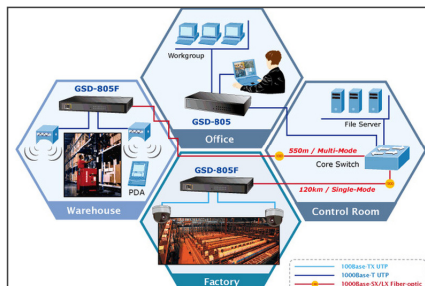 Workgroup
GSD-805
Office
GSD-805F
PDA
Warehouse
File Server
Core Switch
Control Room
550m / Multi-Mode
120km / Single-Mode
GSD-805F
Factory
100Base-TX UTP
1000Base-T UTP
1000Base-SX/LX Fiber-optic